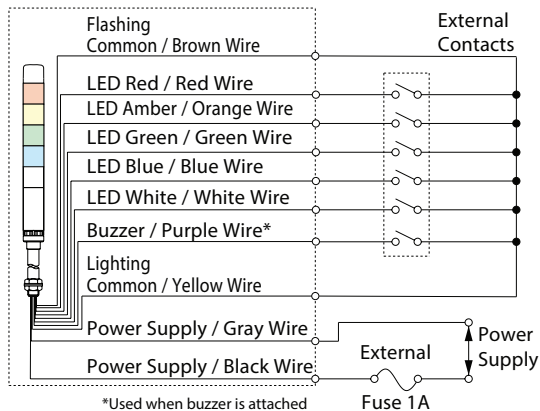 Flashing
Common / Brown Wire
External
Contacts
LED Red / Red Wire
LED Amber / Orange Wire
LED Green / Green Wire
LED Blue / Blue Wire
LED White / White Wire
Buzzer / Purple Wire*
Lighting
Common / Yellow Wire
Power Supply / Gray Wire
Power Supply / Black Wire
External
Fuse 1A
Power
Supply
*Used when buzzer is attached